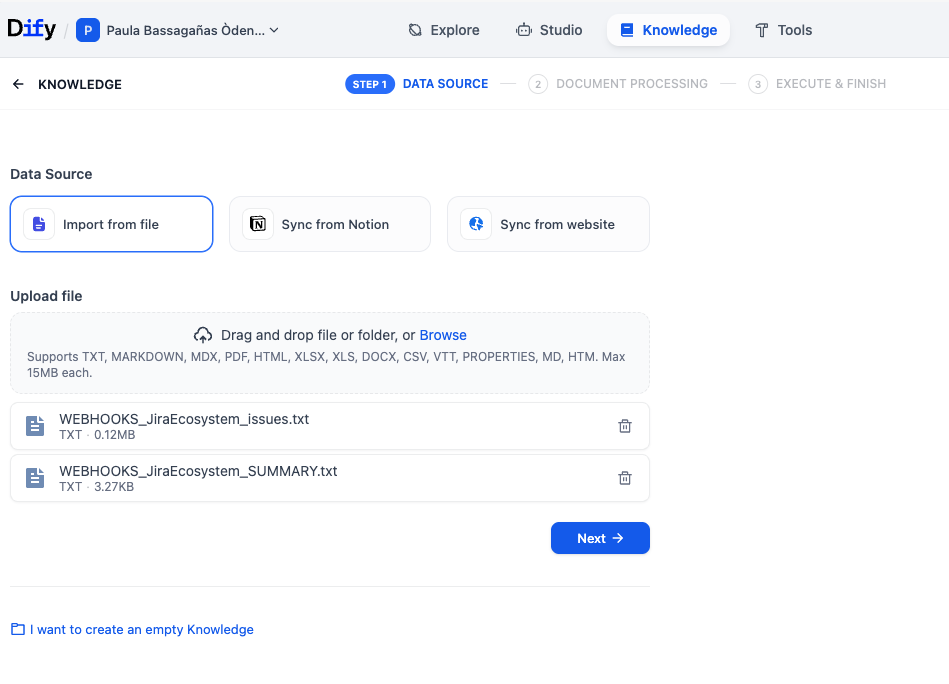 Dify / P Paula Bassagañas Òden... Explore Studio Knowledge Tools
KNOWLEDGE STEP 1 DATA SOURCE 2 DOCUMENT PROCESSING 3 EXECUTE & FINISH
Data Source
Import from file Sync from Notion Sync from website
Upload file
Drag and drop file or folder, or Browse
Supports TXT, MARKDOWN, MDX, PDF, HTML, XLSX, XLS, DOCX, CSV, VTT, PROPERTIES, MD, HTM. Max
15MB each.
WEBHOOKS_JiraEcosystem_issues.txt
TXT · 0.12MB
WEBHOOKS_JiraEcosystem_SUMMARY.txt
TXT · 3.27KB
Next →
I want to create an empty Knowledge